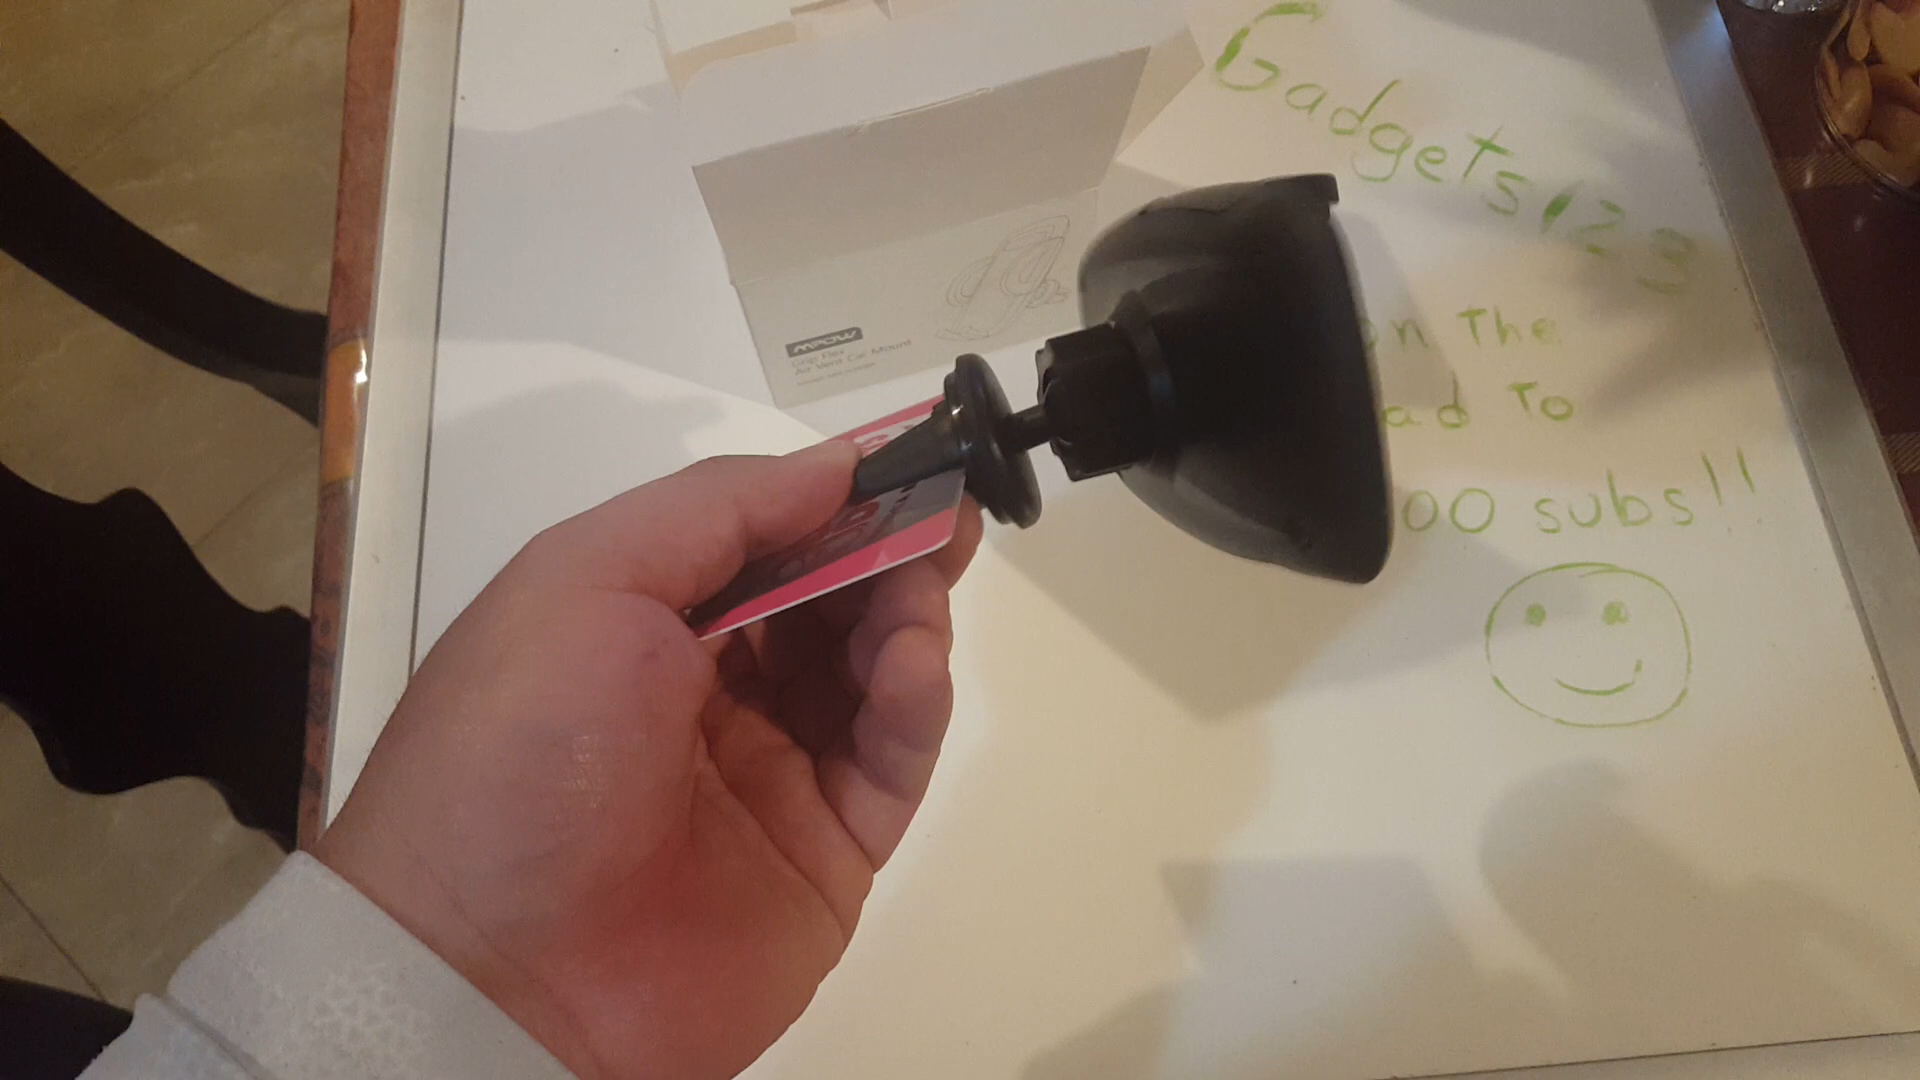 Gadgets123
on The
ad To
00 subs!!
MPOW
Grip Flex
Air Vent Car Mount